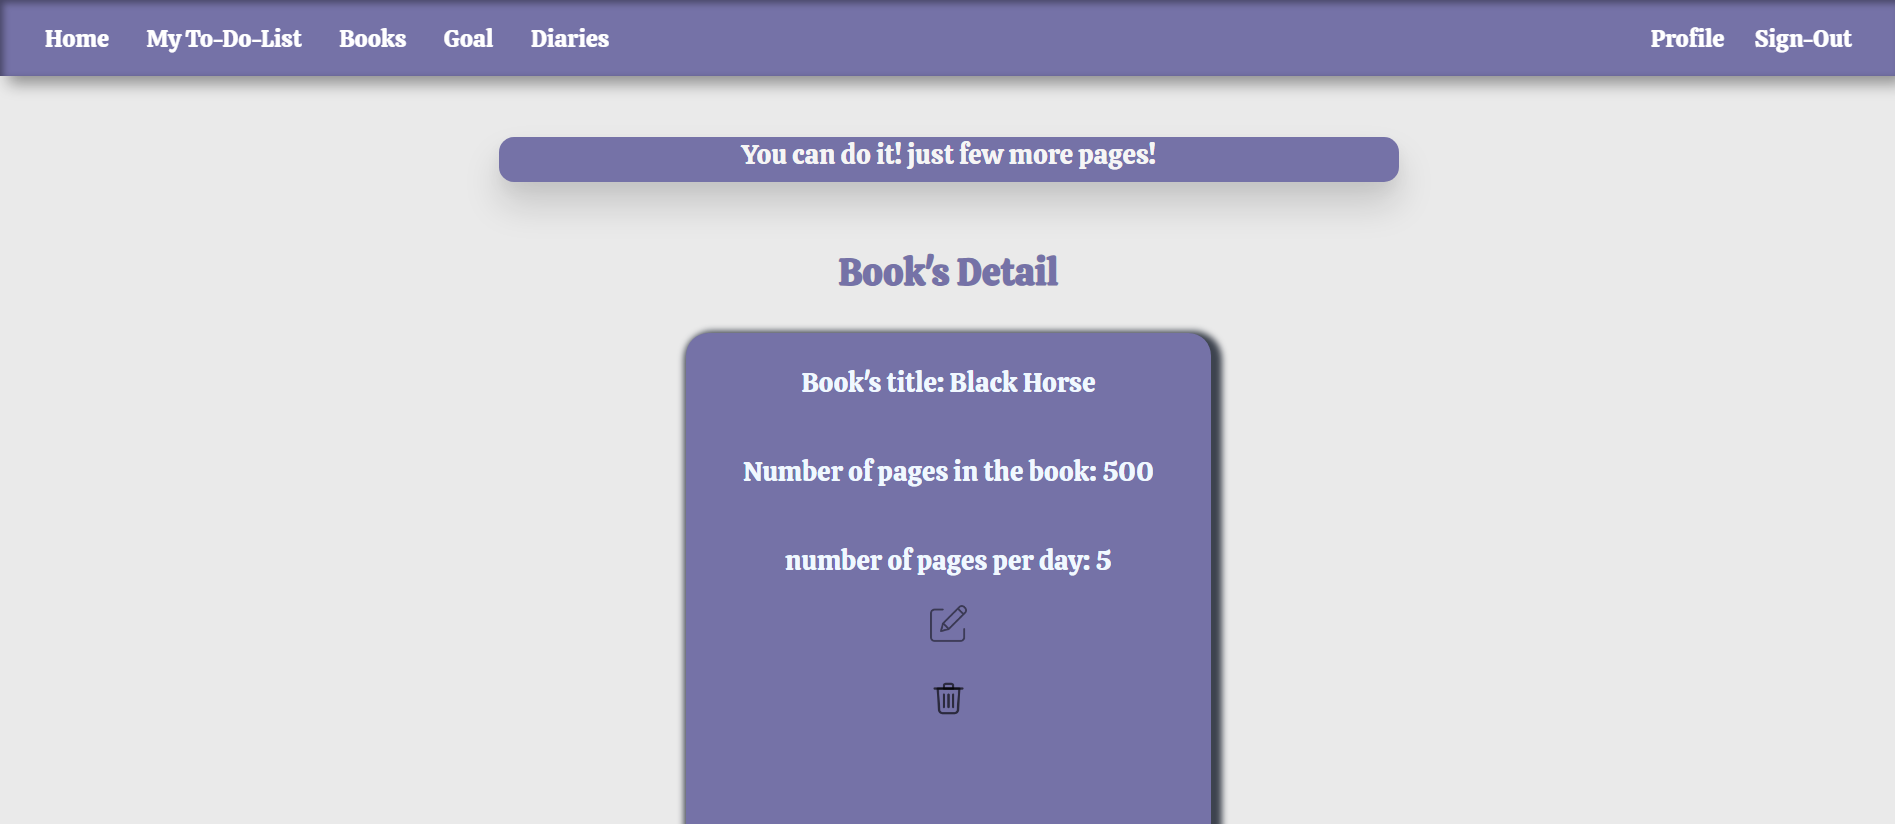 Home My To-Do-List Books Goal Diaries Profile Sign-Out
You can do it! just few more pages!
Book's Detail
Book's title: Black Horse
Number of pages in the book: 500
number of pages per day: 5